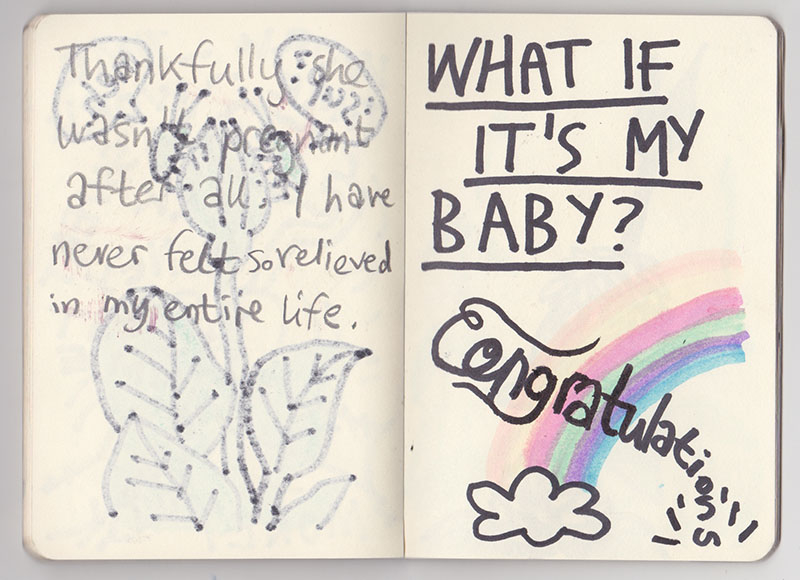 Thankfully she
wasn't pregnant
after all. I have
never felt so relieved
in my entire life.
WHAT IF
IT'S MY
BABY?
Congratulations